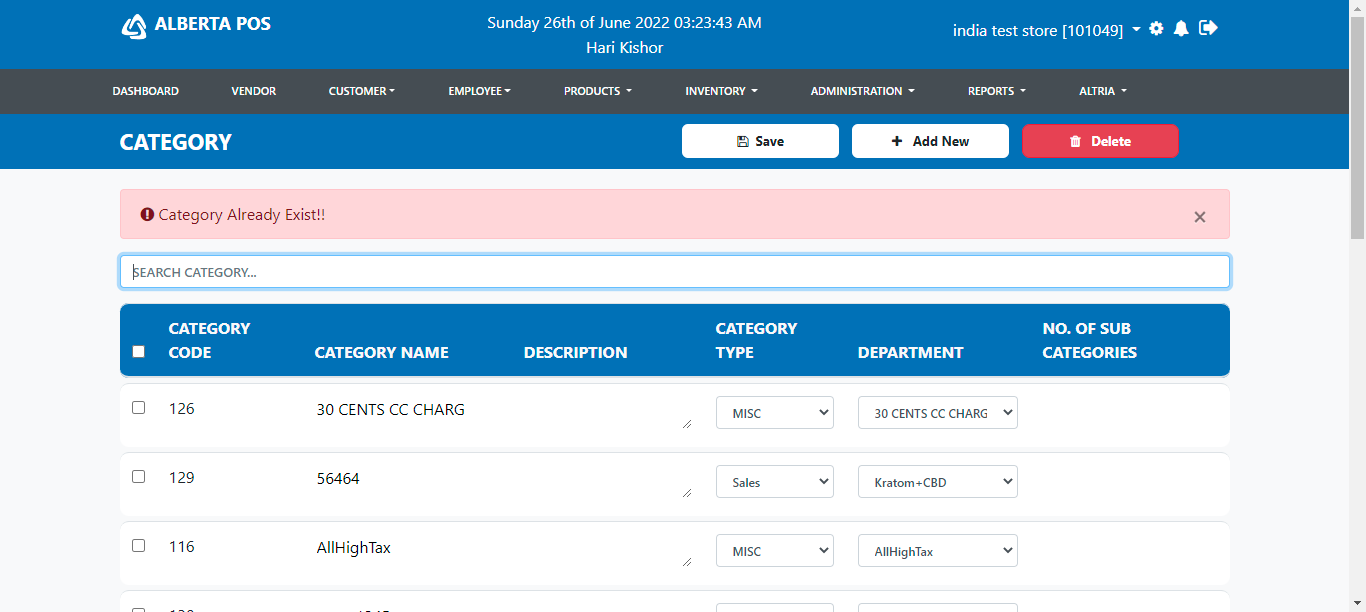 ALBERTA POS
Sunday 26th of June 2022 03:23:43 AM
Hari Kishor
india test store [101049]
DASHBOARD VENDOR CUSTOMER EMPLOYEE PRODUCTS INVENTORY ADMINISTRATION REPORTS ALTRIA
CATEGORY Save Add New Delete
Category Already Exist!! ×
SEARCH CATEGORY...
CATEGORY CODE CATEGORY NAME DESCRIPTION CATEGORY TYPE DEPARTMENT NO. OF SUB CATEGORIES
126 30 CENTS CC CHARG MISC 30 CENTS CC CHARG
129 56464 Sales Kratom+CBD
116 AllHighTax MISC AllHighTax